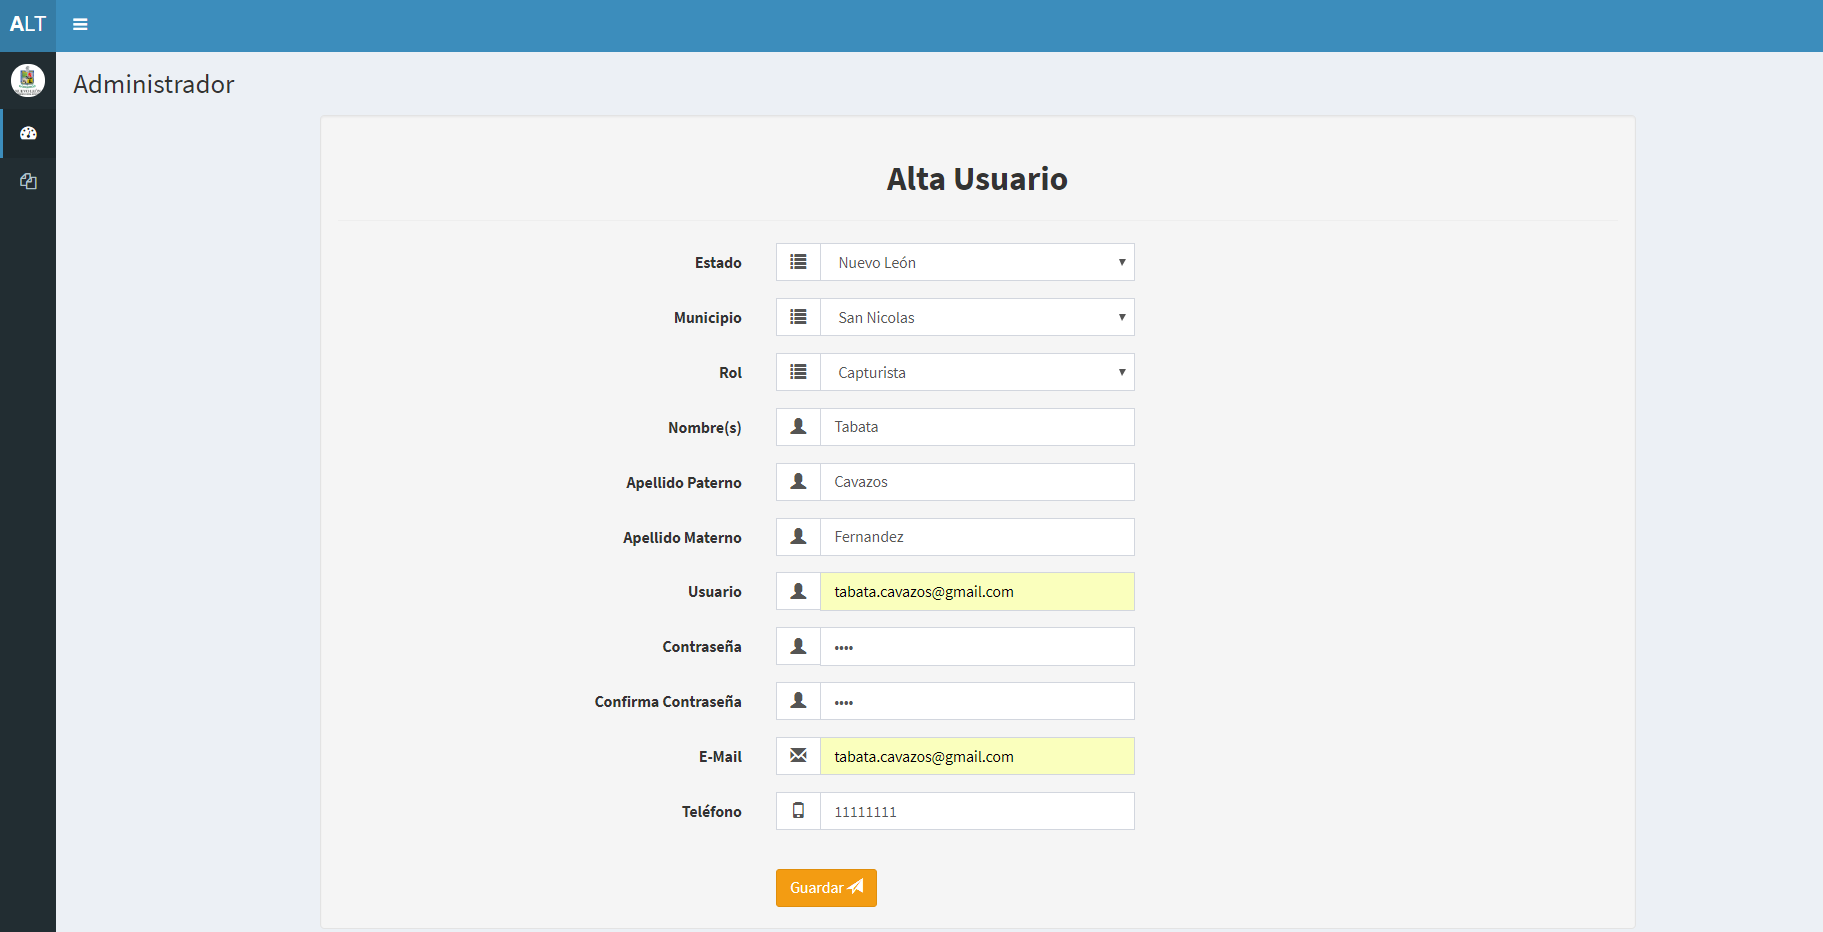 ALT
Administrador
Alta Usuario
Estado Nuevo León
Municipio San Nicolas
Rol Capturista
Nombre(s) Tabata
Apellido Paterno Cavazos
Apellido Materno Fernandez
Usuario tabata.cavazos@gmail.com
Contraseña ••••
Confirma Contraseña ••••
E-Mail tabata.cavazos@gmail.com
Teléfono 11111111
Guardar